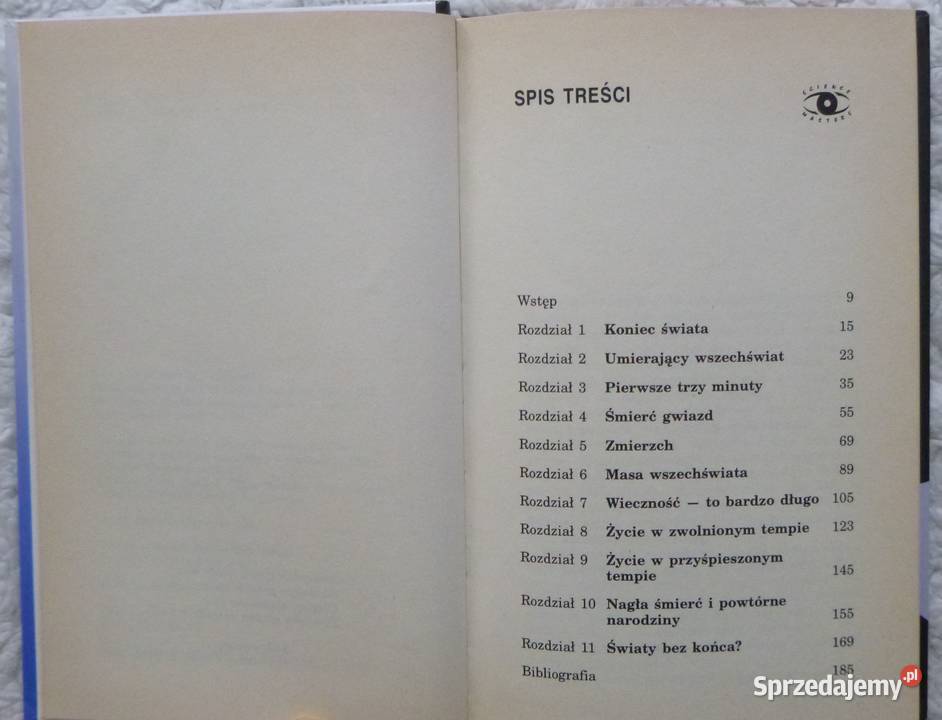 SPIS TREŚCI
SCIENCE
MASTERS
Wstęp 9
Rozdział 1 Koniec świata 15
Rozdział 2 Umierający wszechświat 23
Rozdział 3 Pierwsze trzy minuty 35
Rozdział 4 Śmierć gwiazd 55
Rozdział 5 Zmierzch 69
Rozdział 6 Masa wszechświata 89
Rozdział 7 Wieczność — to bardzo długo 105
Rozdział 8 Życie w zwolnionym tempie 123
Rozdział 9 Życie w przyśpieszonym
tempie 145
Rozdział 10 Nagła śmierć i powtórne
narodziny 155
Rozdział 11 Światy bez końca? 169
Bibliografia 185
Sprzedajemy.pl